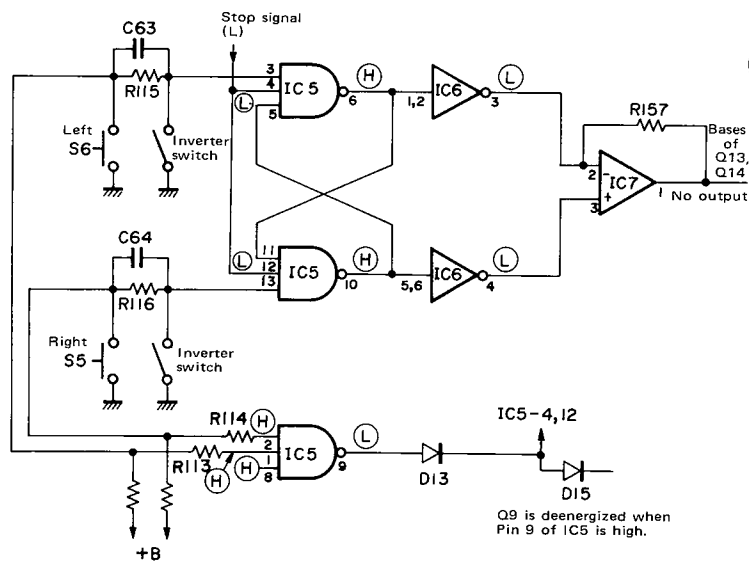 Stop signal
(L)
C63
R115
3
4
L
5
IC5
6
H
1,2
IC6
3
L
R157
Bases
of
Q13,
Q14
Left
S6
Inverter
switch
2
-
IC7
3
+
1
No output
C64
R116
L
11
12
13
IC5
10
H
5,6
IC6
4
L
Right
S5
Inverter
switch
R114
H
2
R113
H
H
1
8
IC5
9
L
D13
IC5-4,12
D15
Q9 is deenergized when
Pin 9 of IC5 is high.
+B